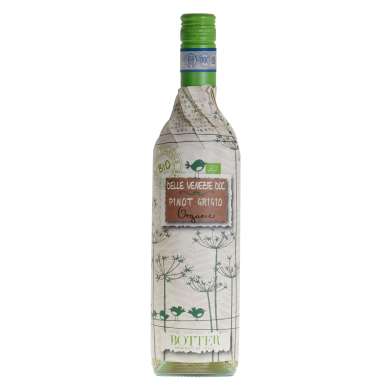 BIO
DELLE VENEZIE DOC
PINOT GRIGIO
Organic
BOTTER